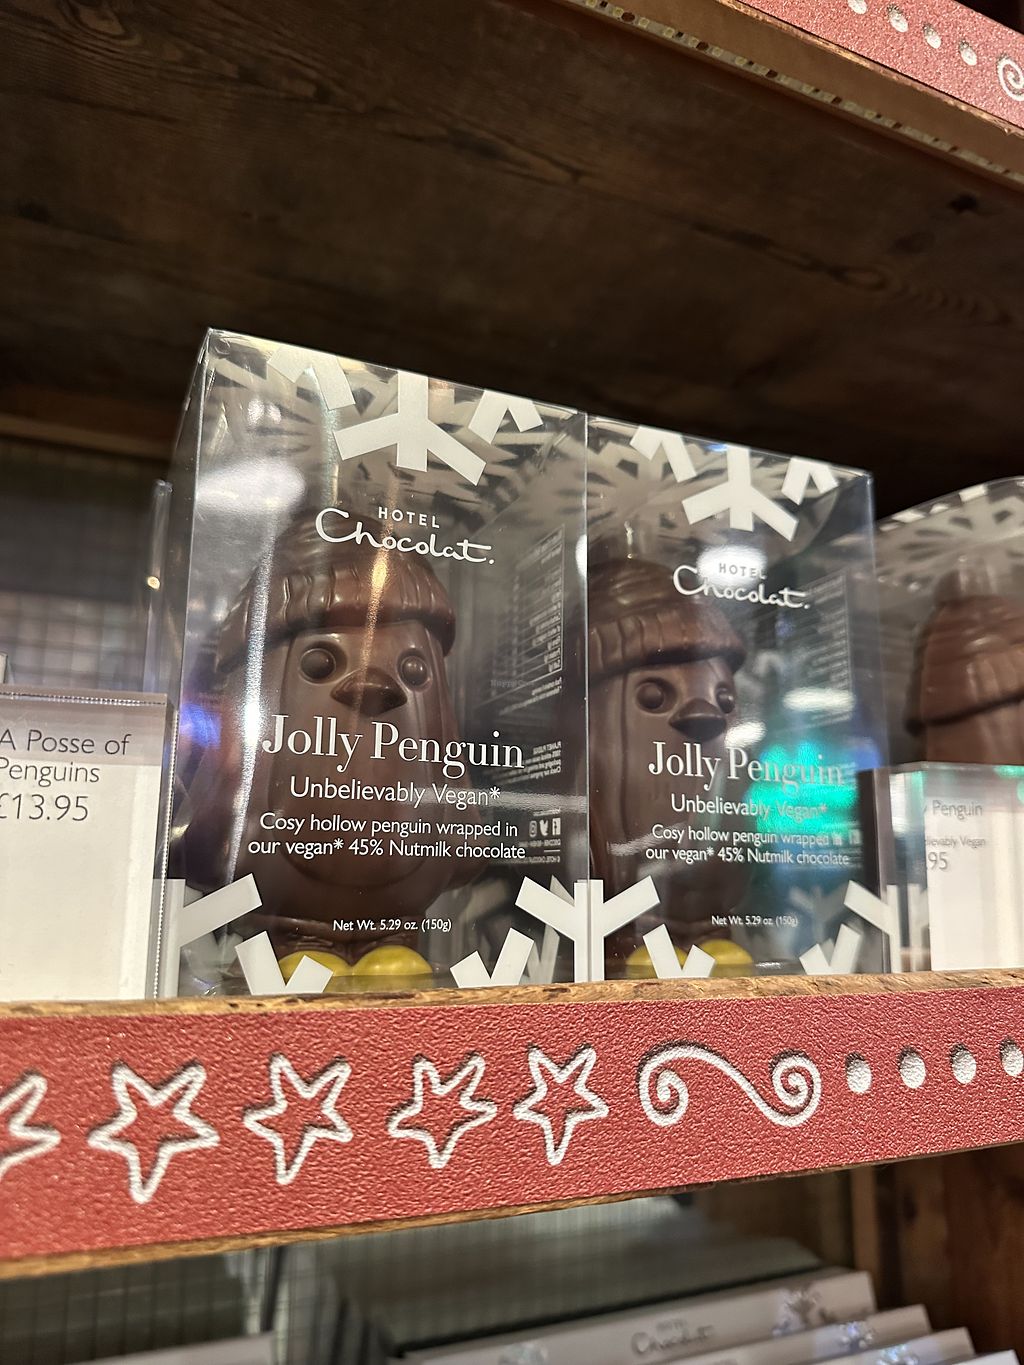 A Posse of
Penguins
£13.95
HOTEL
Chocolat.
Jolly Penguin
Unbelievably Vegan*
Cosy hollow penguin wrapped in
our vegan* 45% Nutmilk chocolate
Net Wt. 5.29 oz. (150g)
HOTEL
Chocolat.
Jolly Penguin
Unbelievably Vegan*
Cosy hollow penguin wrapped in
our vegan* 45% Nutmilk chocolate
Net Wt. 5.29 oz. (150g)
Penguin
Vegan
95
Chocolat